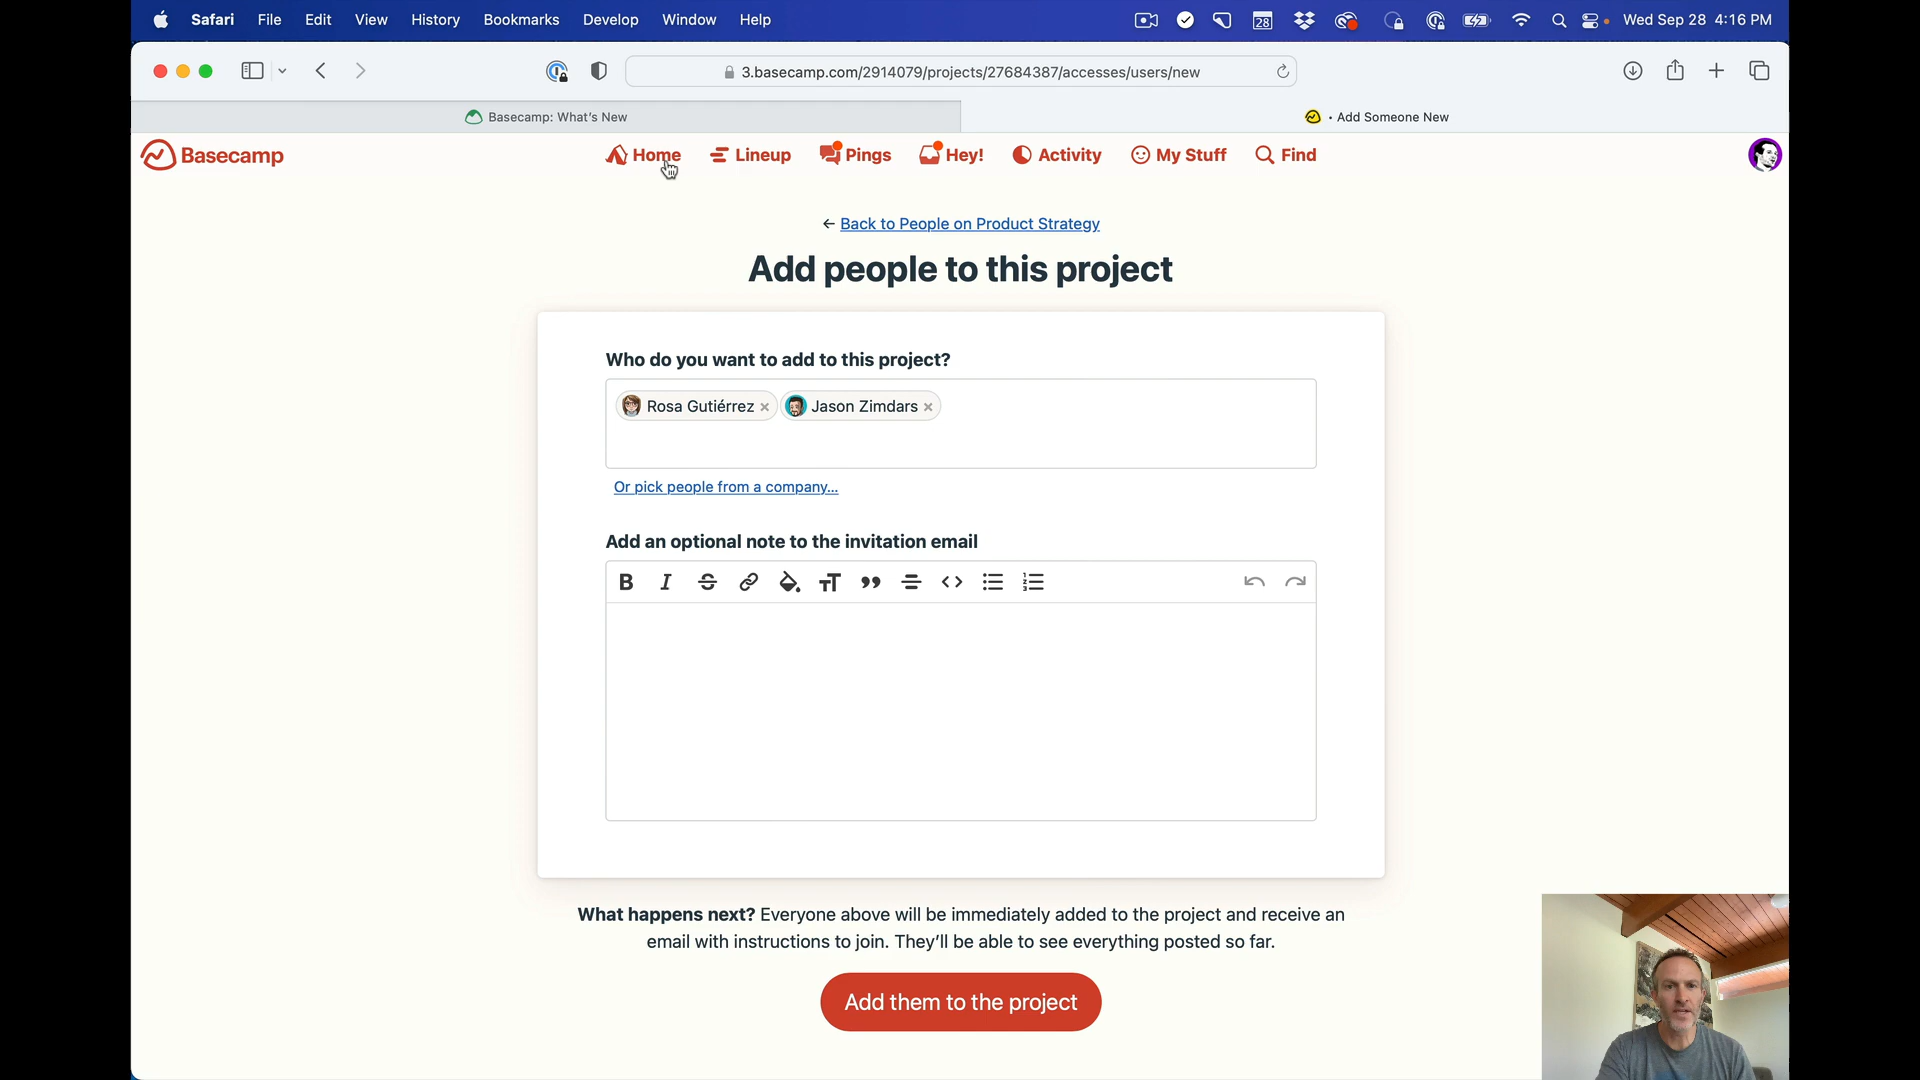 Safari File Edit View History Bookmarks Develop Window Help 28 Wed Sep 28 4:16 PM
3.basecamp.com/2914079/projects/27684387/accesses/users/new
Basecamp: What's New
• Add Someone New
Basecamp Home Lineup Pings Hey! Activity My Stuff Find
← Back to People on Product Strategy
Add people to this project
Who do you want to add to this project?
Rosa Gutiérrez × Jason Zimdars ×
Or pick people from a company...
Add an optional note to the invitation email
What happens next? Everyone above will be immediately added to the project and receive an
email with instructions to join. They’ll be able to see everything posted so far.
Add them to the project